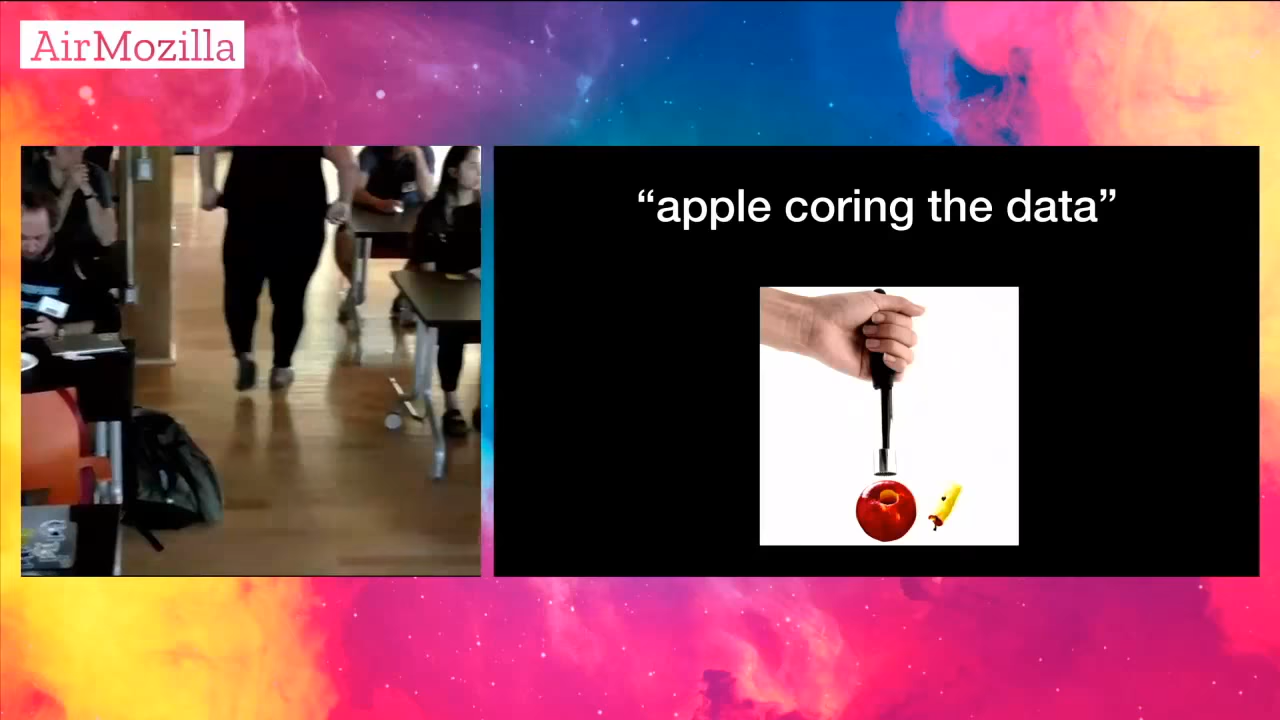 AirMozilla
“apple coring the data”